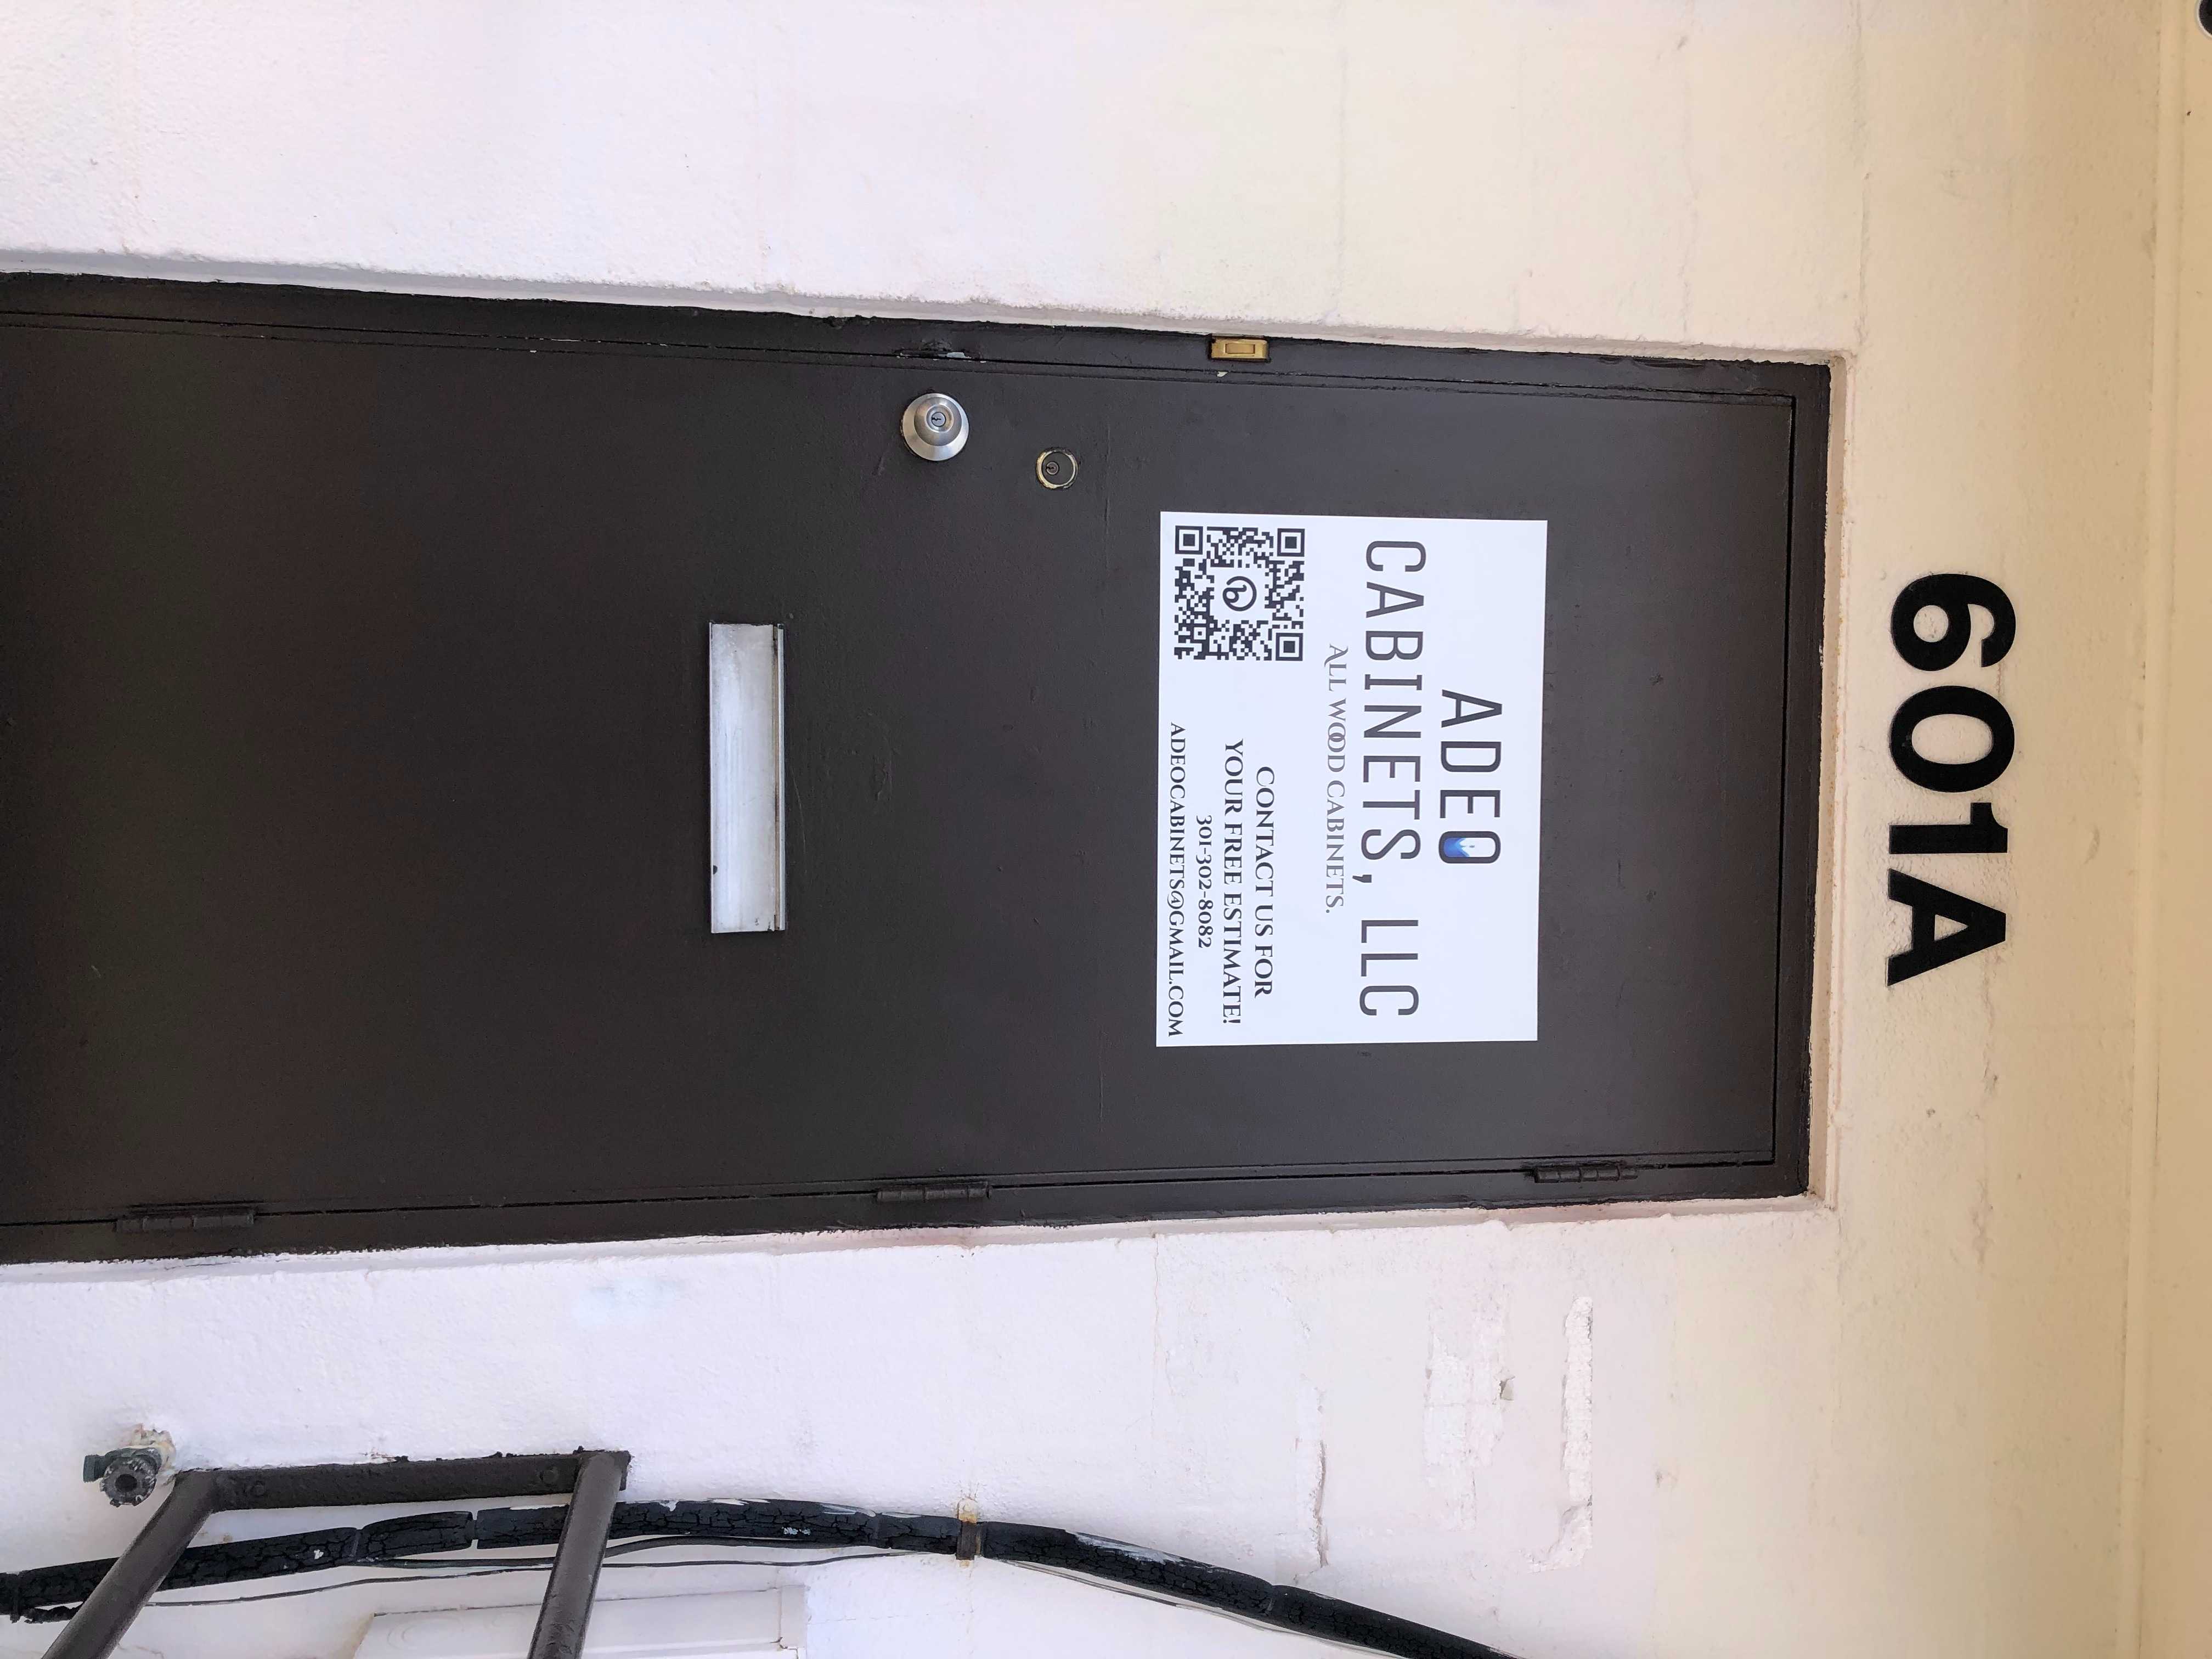 601A
ADEO
CABINETS, LLC
ALL WOOD CABINETS.
CONTACT US FOR
YOUR FREE ESTIMATE!
301-302-8082
ADEOCABINETS@GMAIL.COM